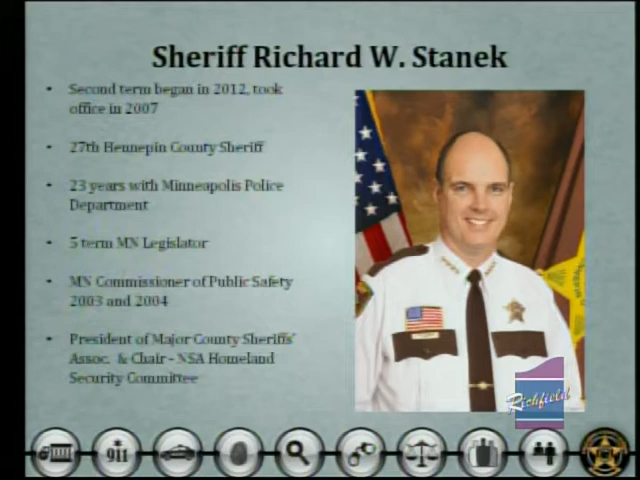 Sheriff Richard W. Stanek
• Second term began in 2012, took
office in 2007
• 27th Hennepin County Sheriff
• 23 years with Minneapolis Police
Department
• 5 term MN Legislator
• MN Commissioner of Public Safety
2003 and 2004
• President of Major County Sheriffs'
Assoc. & Chair - NSA Homeland
Security Committee
Richfield
911